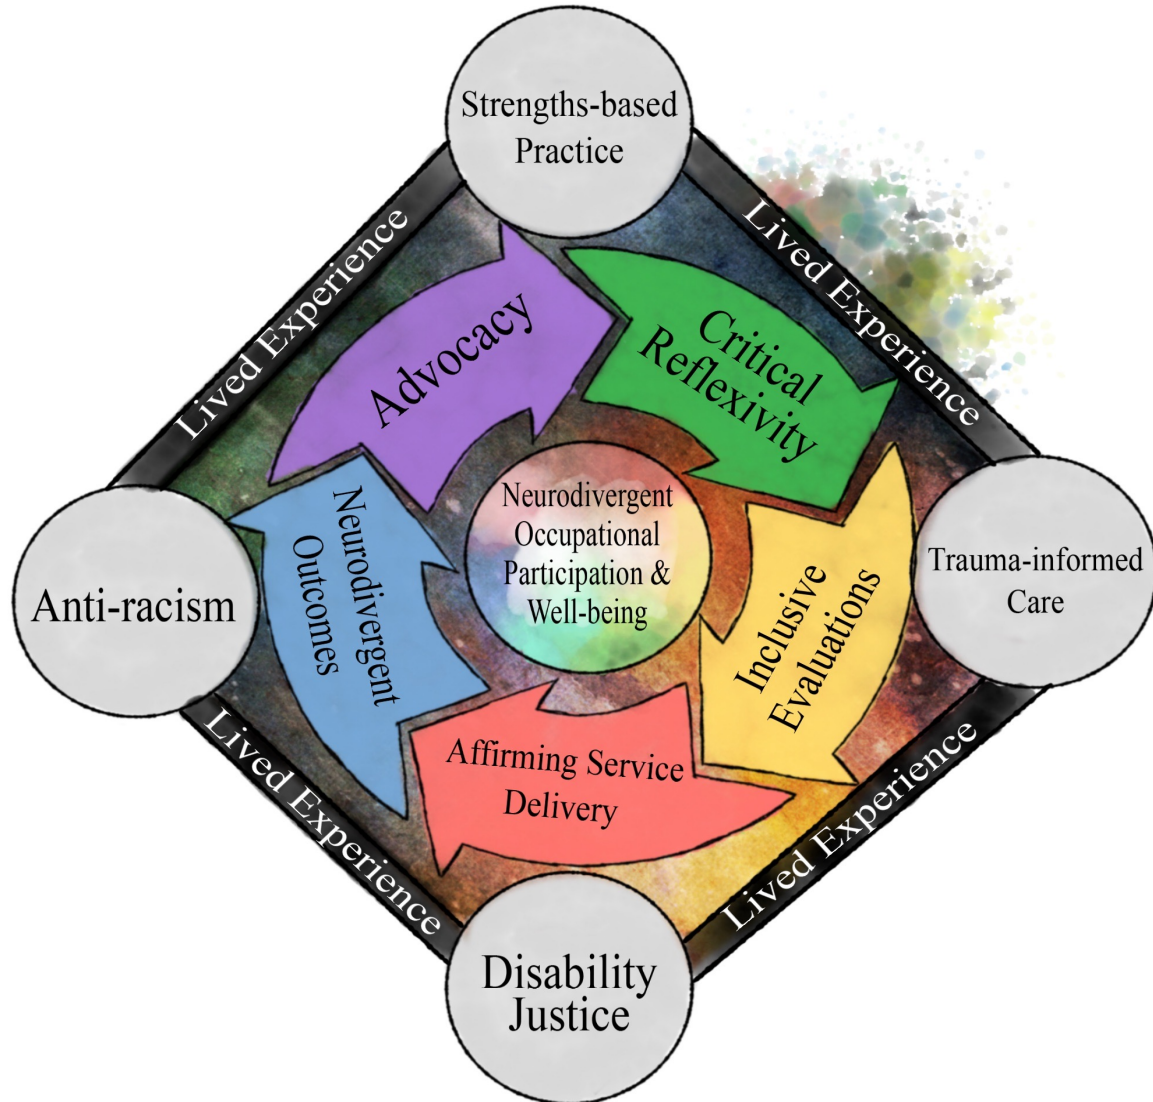 Strengths-based
Practice
Lived Experience
Lived Experience
Advocacy
Critical
Reflexivity
Neurodivergent
Occupational
Participation &
Well-being
Neurodivergent
Outcomes
Inclusive
Evaluations
Anti-racism
Trauma-informed
Care
Affirming Service
Delivery
Lived Experience
Lived Experience
Disability
Justice